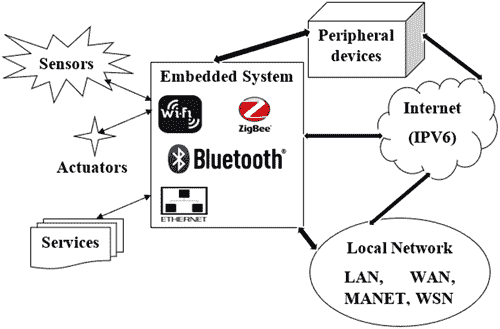 Sensors
Actuators
Services
Embedded System
Wi-Fi
ZigBee®
Bluetooth®
ETHERNET
Peripheral
devices
Internet
(IPV6)
Local Network
LAN, WAN,
MANET, WSN